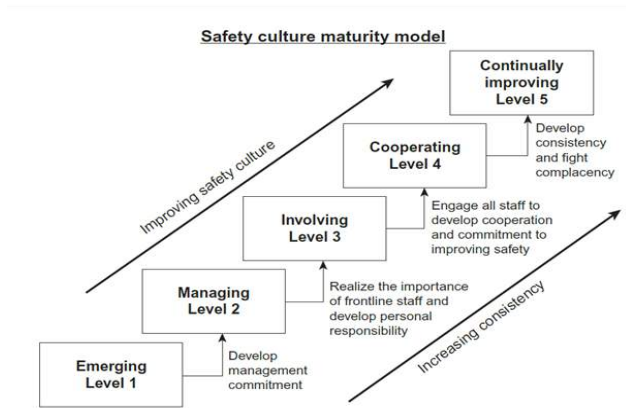 Safety culture maturity model
Continually
improving
Level 5
Develop
consistency
and fight
complacency
Cooperating
Level 4
Improving safety culture
Engage all staff to
develop cooperation
and commitment to
improving safety
Involving
Level 3
Realize the importance
of frontline staff and
develop personal
responsibility
Managing
Level 2
Increasing consistency
Develop
management
commitment
Emerging
Level 1